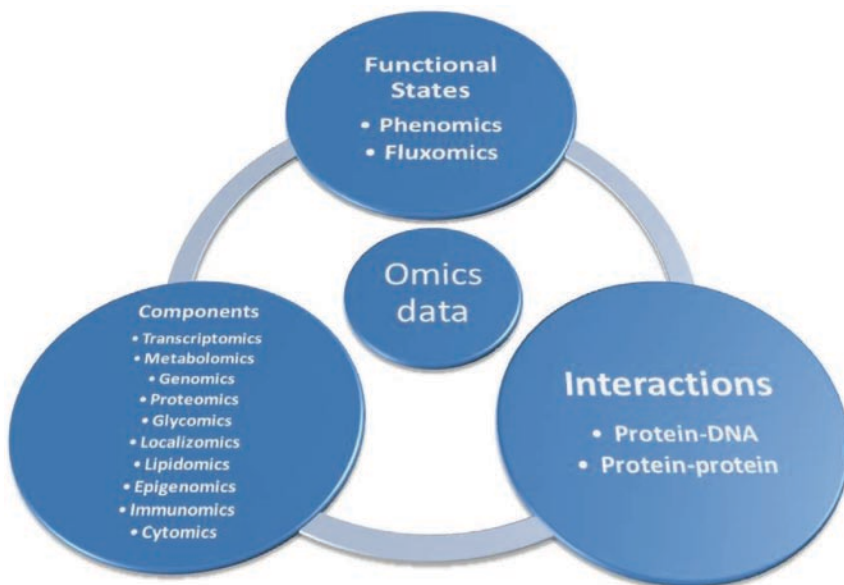 Functional
States
• Phenomics
• Fluxomics
Omics
data
Components
• Transcriptomics
• Metabolomics
• Genomics
• Proteomics
• Glycomics
• Localizomics
• Lipidomics
• Epigenomics
• Immunomics
• Cytomics
Interactions
• Protein-DNA
• Protein-protein